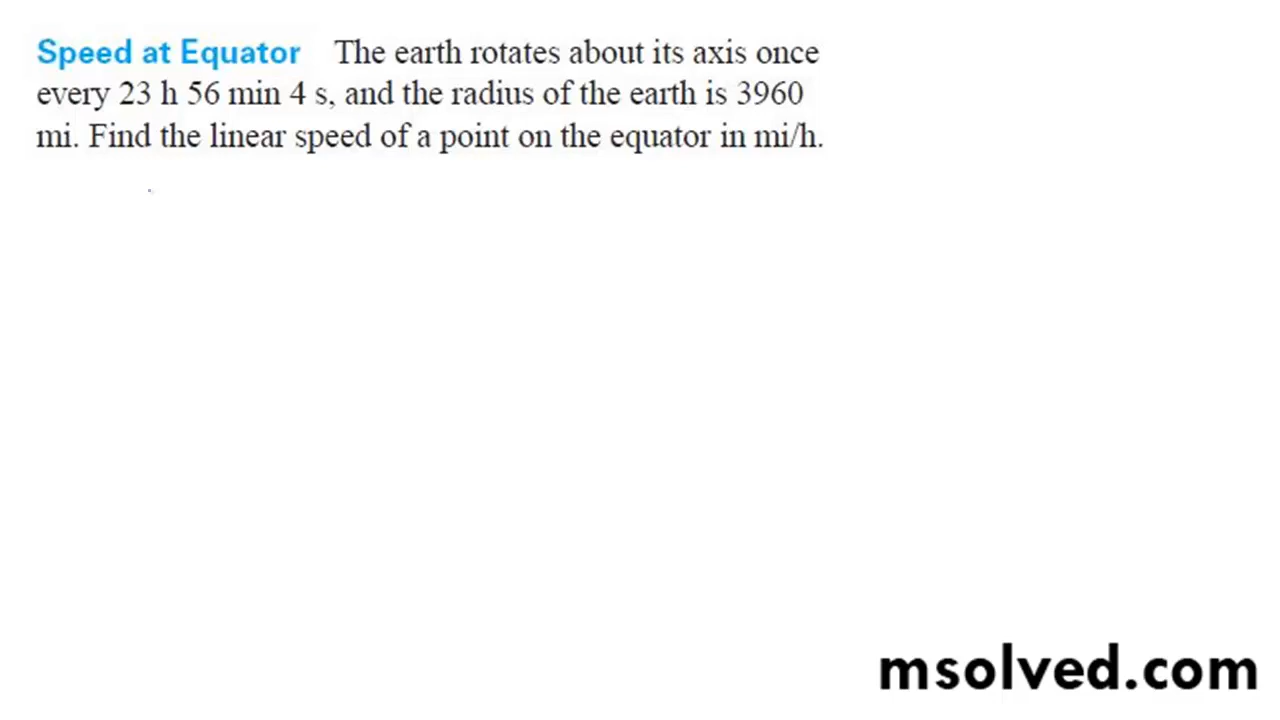 Speed at Equator The earth rotates about its axis once
every 23 h 56 min 4 s, and the radius of the earth is 3960
mi. Find the linear speed of a point on the equator in mi/h.
msolved.com